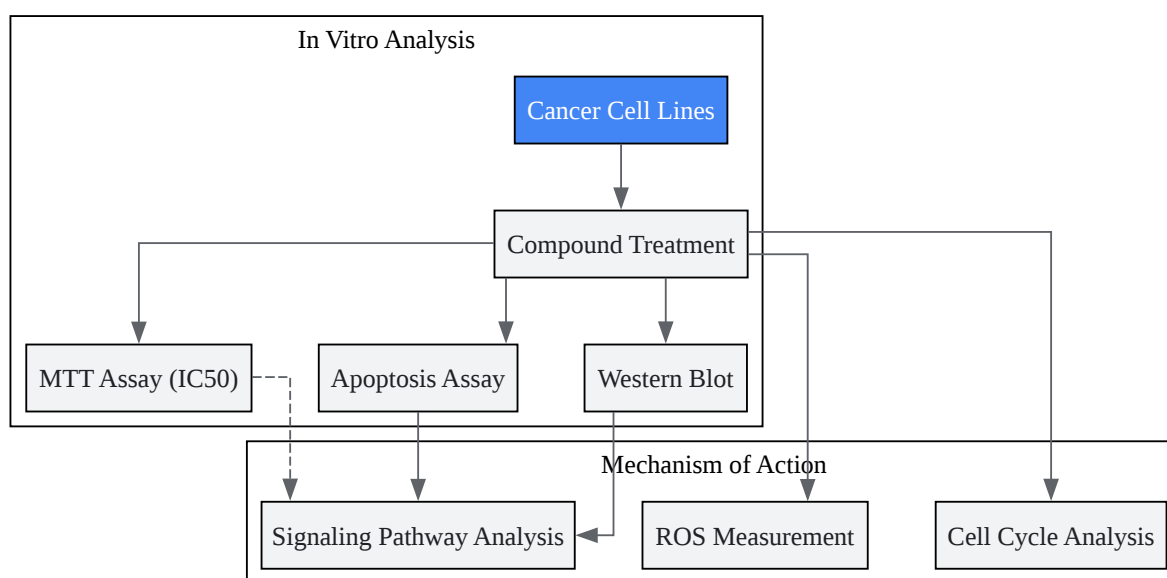 In Vitro Analysis
Cancer Cell Lines
Compound Treatment
MTT Assay (IC50)
Apoptosis Assay
Western Blot
Mechanism of Action
Signaling Pathway Analysis
ROS Measurement
Cell Cycle Analysis